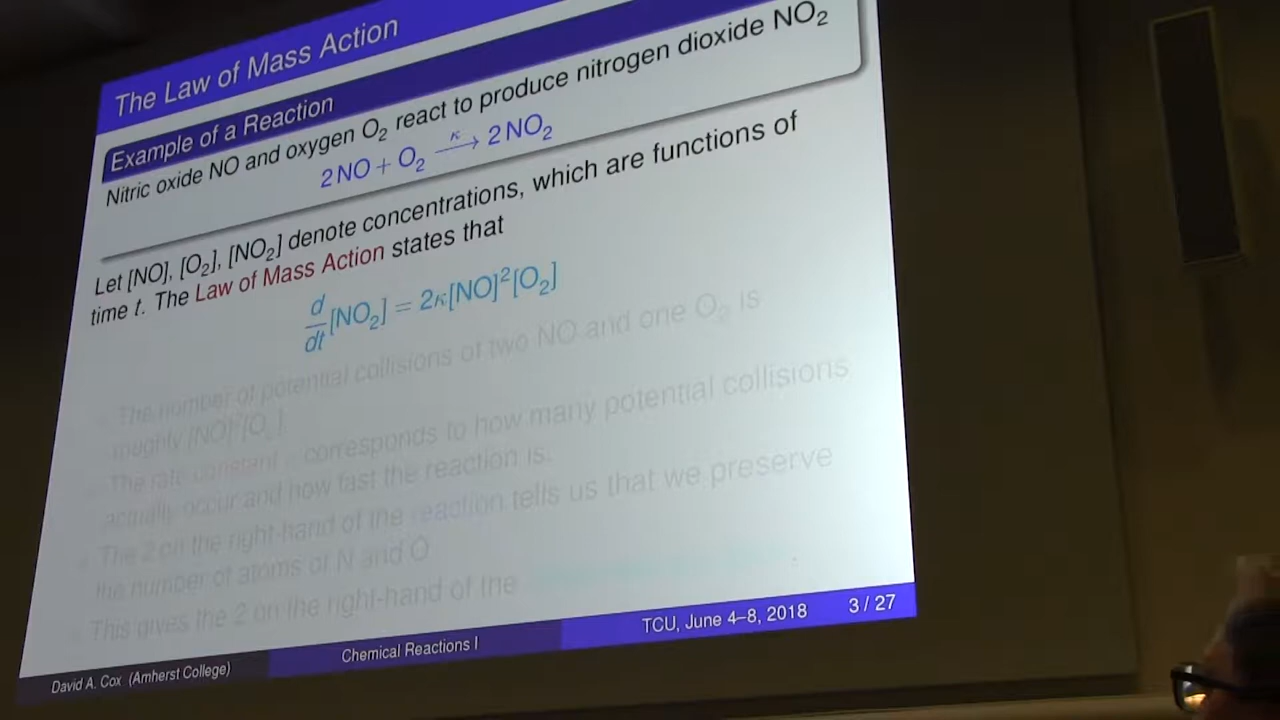 The Law of Mass Action
Example of a Reaction
Nitric oxide NO and oxygen O₂ react to produce nitrogen dioxide NO₂
2 NO + O₂ —κ→ 2 NO₂
Let [NO], [O₂], [NO₂] denote concentrations, which are functions of
time t. The Law of Mass Action states that
d/dt [NO₂] = 2κ[NO]²[O₂]
The number of potential collisions of two NO and one O₂ is
roughly [NO]²[O₂]
The rate constant κ corresponds to how many potential collisions
actually occur and how fast the reaction is.
The 2 on the right-hand of the reaction tells us that we preserve
the number of atoms of N and O
This gives the 2 on the right-hand of the
David A. Cox (Amherst College)
Chemical Reactions I
TCU, June 4–8, 2018
3 / 27